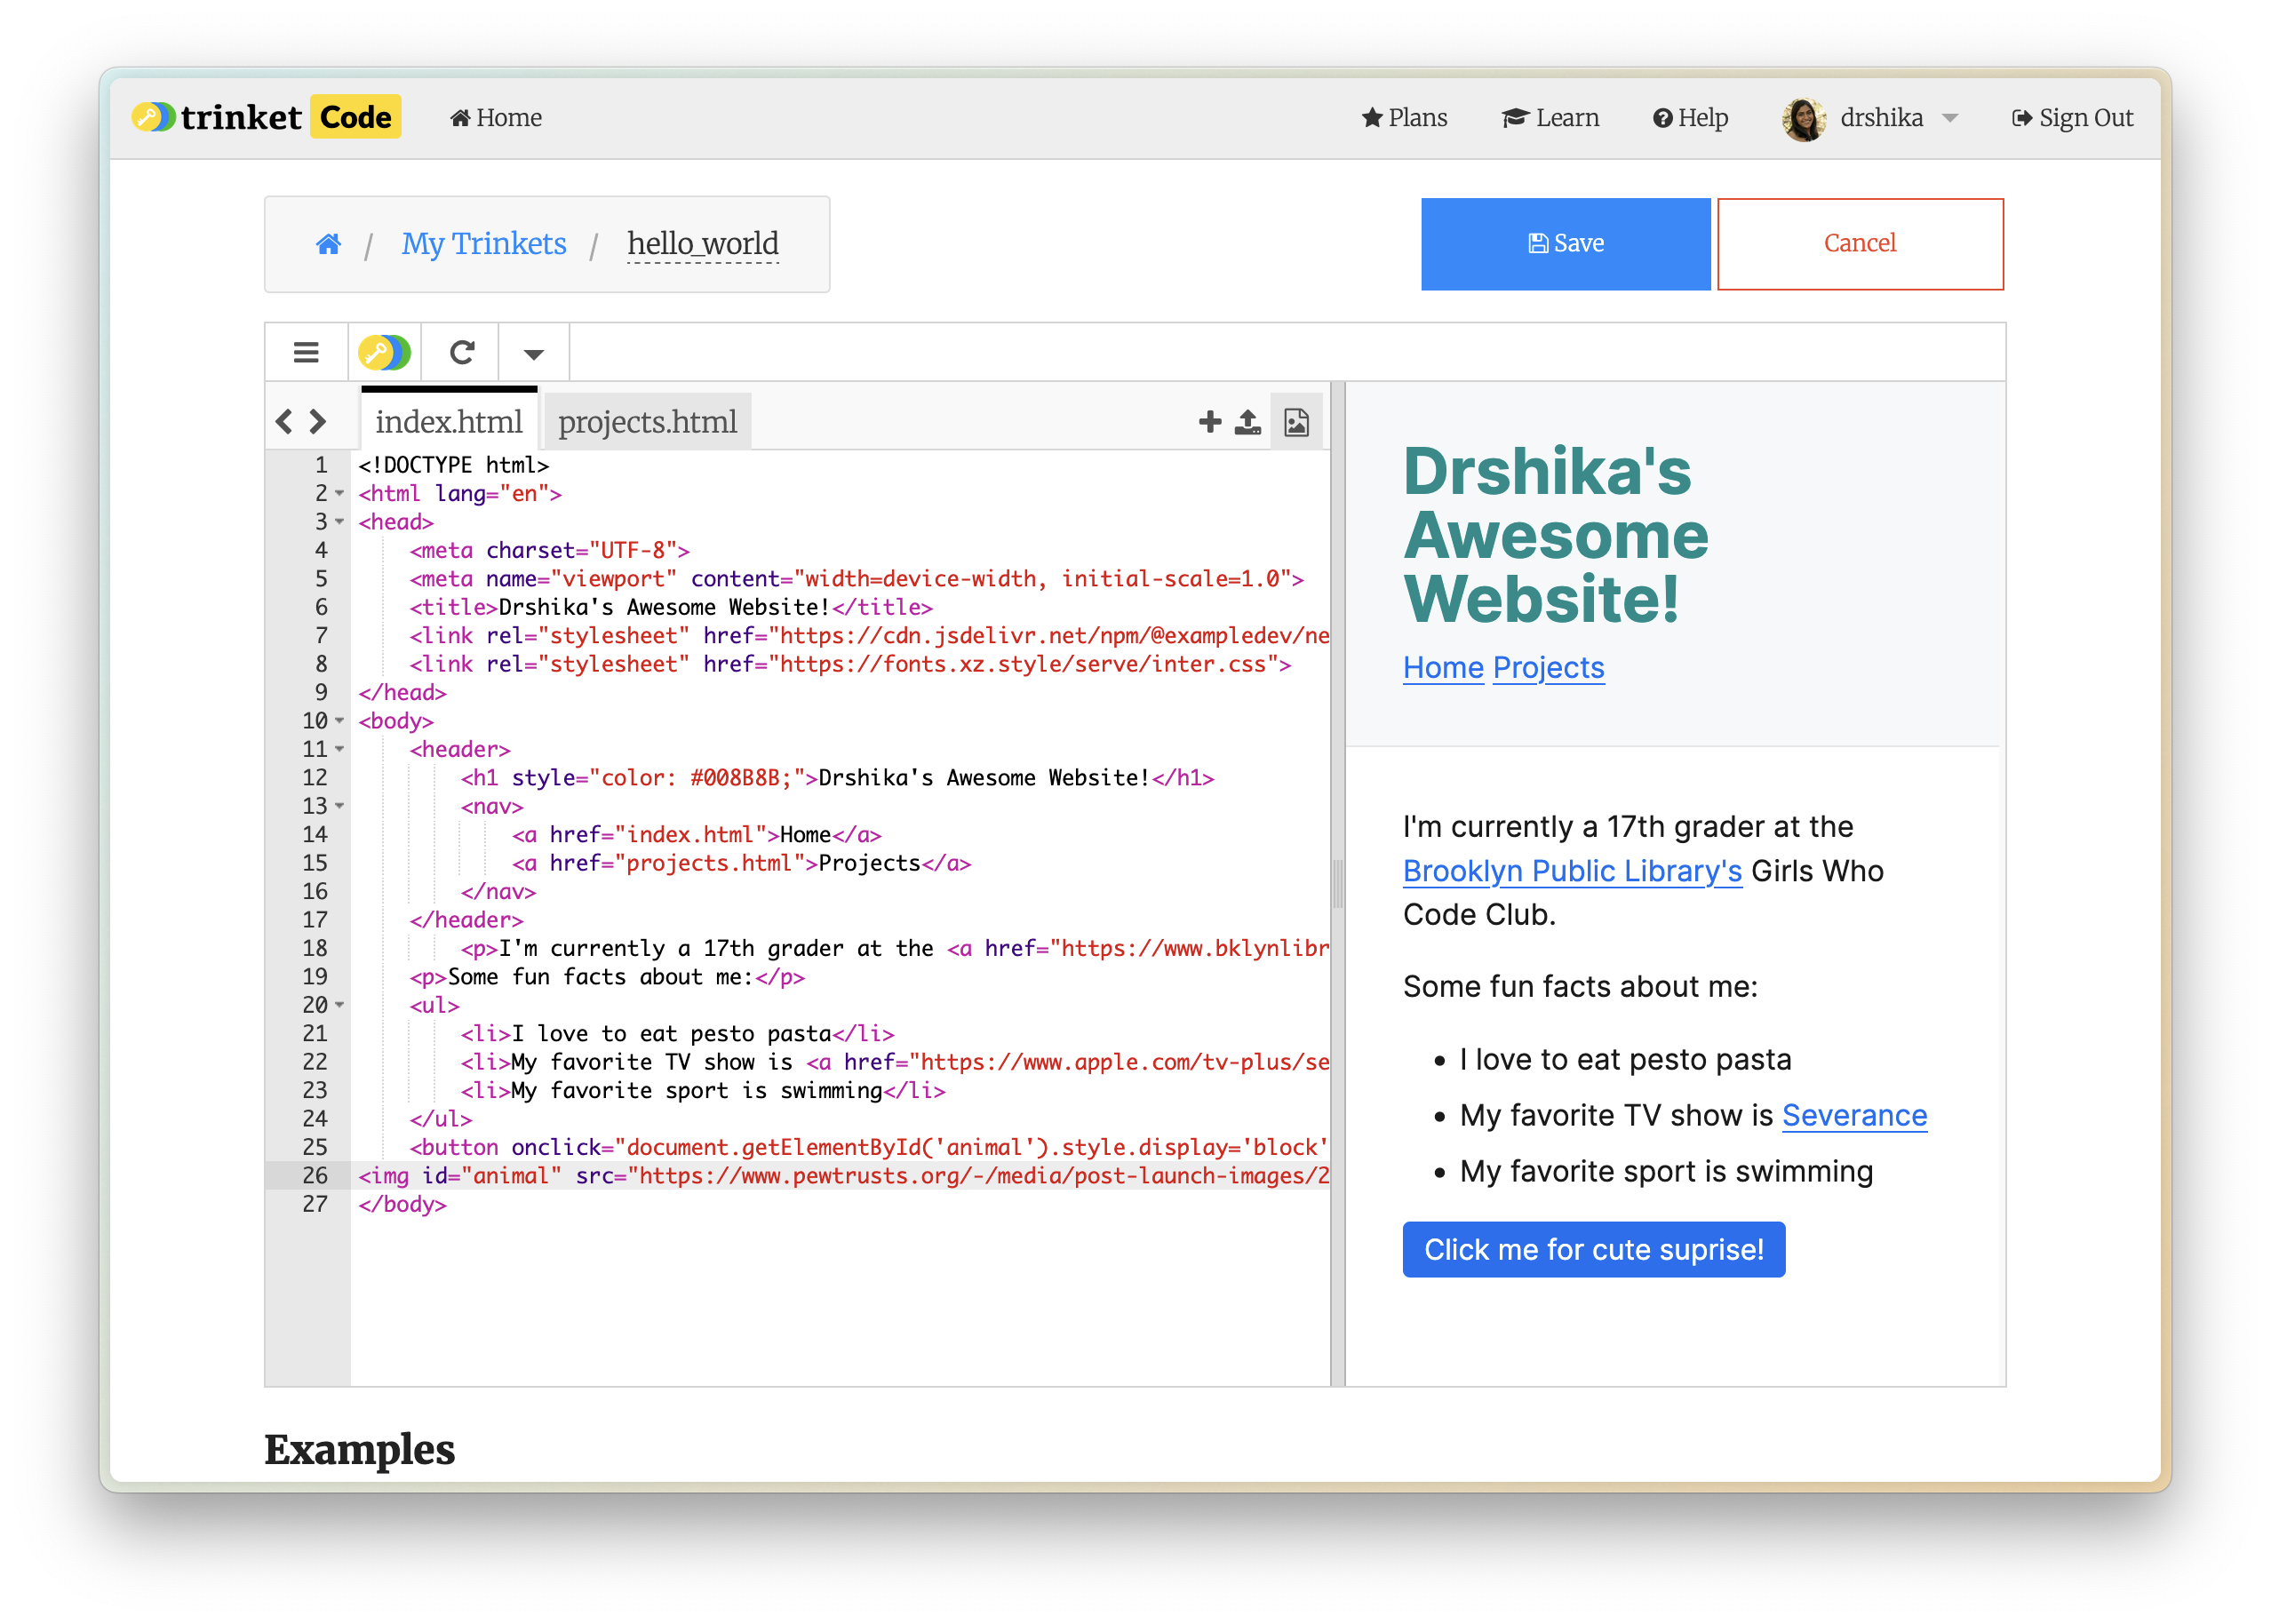 trinket Code Home Plans Learn Help drshika Sign Out
/ My Trinkets / hello_world Save Cancel
index.html projects.html
1 <!DOCTYPE html>
2 <html lang="en">
3 <head>
4 <meta charset="UTF-8">
5 <meta name="viewport" content="width=device-width, initial-scale=1.0">
6 <title>Drshika's Awesome Website!</title>
7 <link rel="stylesheet" href="https://cdn.jsdelivr.net/npm/@exampledev/ne
8 <link rel="stylesheet" href="https://fonts.xz.style/serve/inter.css">
9 </head>
10 <body>
11 <header>
12 <h1 style="color: #008B8B;">Drshika's Awesome Website!</h1>
13 <nav>
14 <a href="index.html">Home</a>
15 <a href="projects.html">Projects</a>
16 </nav>
17 </header>
18 <p>I'm currently a 17th grader at the <a href="https://www.bklynlibr
19 <p>Some fun facts about me:</p>
20 <ul>
21 <li>I love to eat pesto pasta</li>
22 <li>My favorite TV show is <a href="https://www.apple.com/tv-plus/se
23 <li>My favorite sport is swimming</li>
24 </ul>
25 <button onclick="document.getElementById('animal').style.display='block'
26 <img id="animal" src="https://www.pewtrusts.org/-/media/post-launch-images/2
27 </body>
Drshika's
Awesome
Website!
Home Projects
I'm currently a 17th grader at the
Brooklyn Public Library's Girls Who
Code Club.
Some fun facts about me:
• I love to eat pesto pasta
• My favorite TV show is Severance
• My favorite sport is swimming
Click me for cute suprise!
Examples